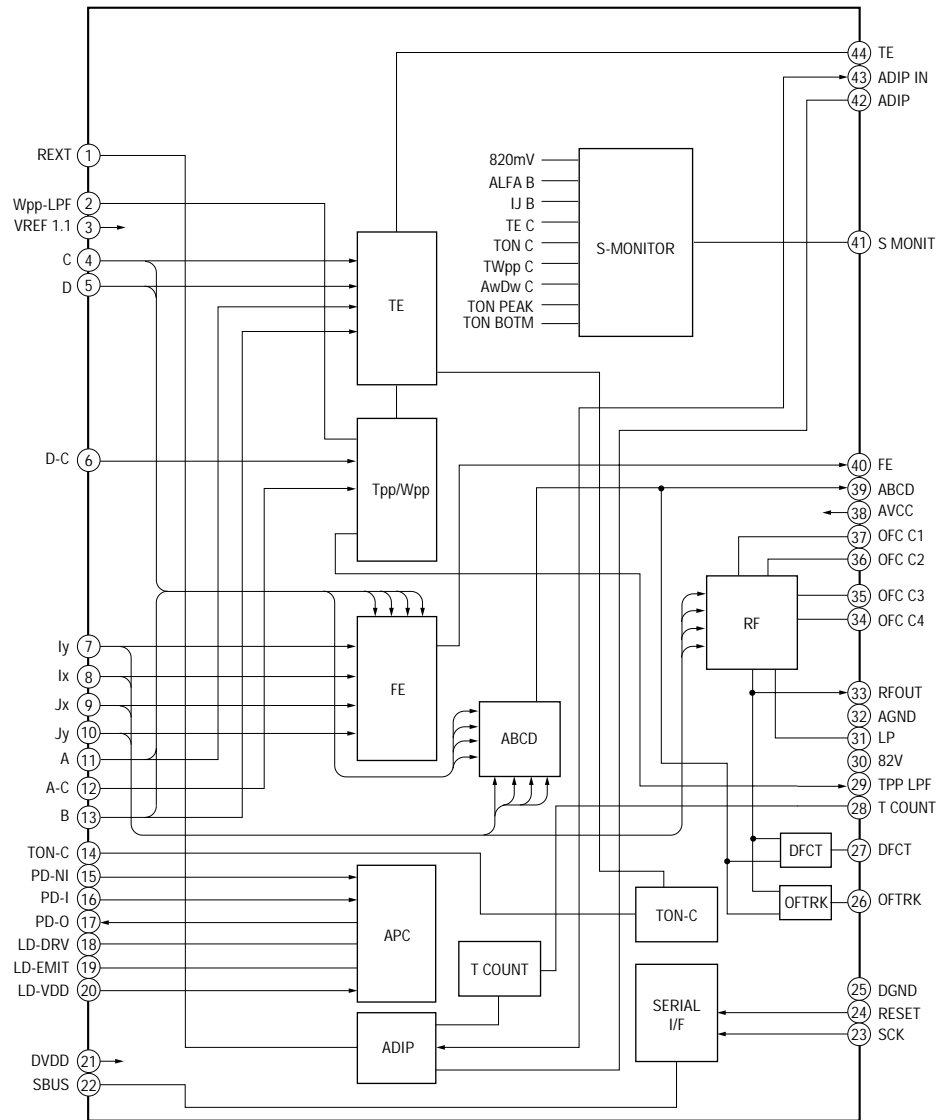 REXT 1
Wpp-LPF 2
VREF 1.1 3
C 4
D 5
D-C 6
Iy 7
Ix 8
Jx 9
Jy 10
A 11
A-C 12
B 13
TON-C 14
PD-NI 15
PD-I 16
PD-O 17
LD-DRV 18
LD-EMIT 19
LD-VDD 20
DVDD 21
SBUS 22
TE
Tpp/Wpp
FE
ABCD
APC
T COUNT
ADIP
820mV
ALFA B
IJ B
TE C
TON C
TWpp C
AwDw C
TON PEAK
TON BOTM
S-MONITOR
RF
DFCT
OFTRK
TON-C
SERIAL
I/F
44 TE
43 ADIP IN
42 ADIP
41 S MONIT
40 FE
39 ABCD
38 AVCC
37 OFC C1
36 OFC C2
35 OFC C3
34 OFC C4
33 RFOUT
32 AGND
31 LP
30 82V
29 TPP LPF
28 T COUNT
27 DFCT
26 OFTRK
25 DGND
24 RESET
23 SCK